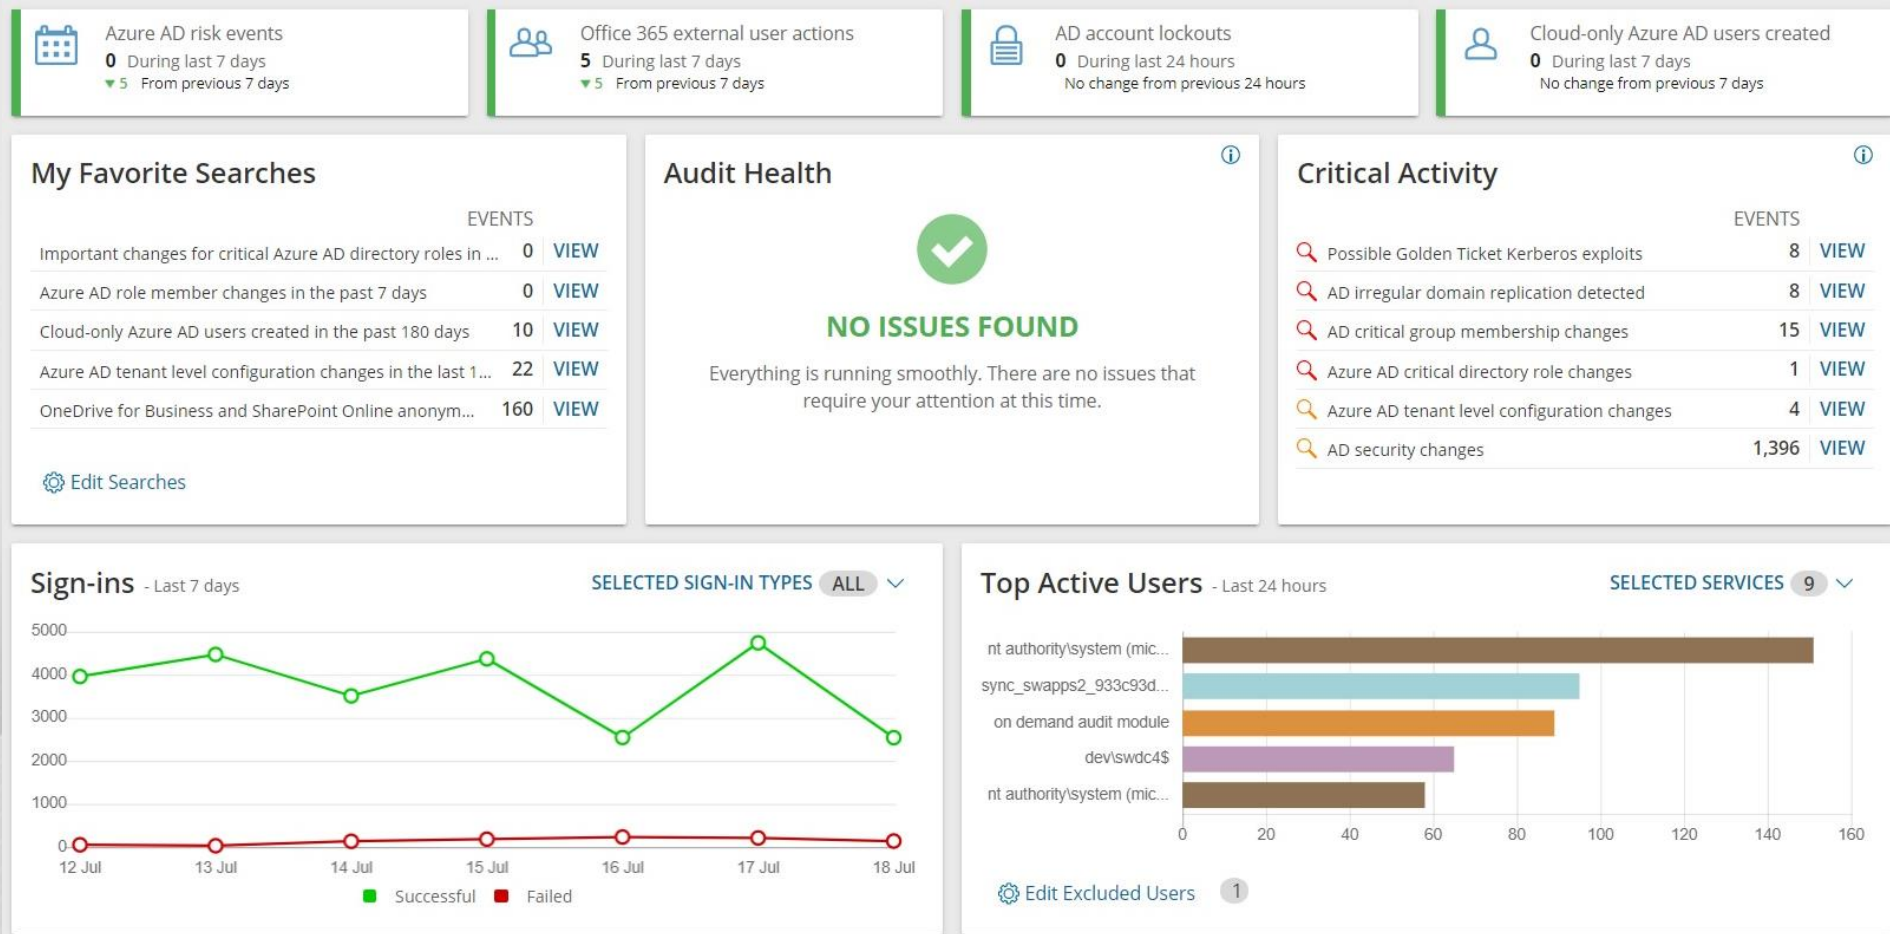 Azure AD risk events
0 During last 7 days
▼ 5 From previous 7 days
Office 365 external user actions
5 During last 7 days
▼ 5 From previous 7 days
AD account lockouts
0 During last 24 hours
No change from previous 24 hours
Cloud-only Azure AD users created
0 During last 7 days
No change from previous 7 days
My Favorite Searches
EVENTS
Important changes for critical Azure AD directory roles in ... 0 VIEW
Azure AD role member changes in the past 7 days 0 VIEW
Cloud-only Azure AD users created in the past 180 days 10 VIEW
Azure AD tenant level configuration changes in the last 1... 22 VIEW
OneDrive for Business and SharePoint Online anonym... 160 VIEW
Edit Searches
Audit Health
NO ISSUES FOUND
Everything is running smoothly. There are no issues that
require your attention at this time.
Critical Activity
EVENTS
Possible Golden Ticket Kerberos exploits 8 VIEW
AD irregular domain replication detected 8 VIEW
AD critical group membership changes 15 VIEW
Azure AD critical directory role changes 1 VIEW
Azure AD tenant level configuration changes 4 VIEW
AD security changes 1,396 VIEW
Sign-ins - Last 7 days
SELECTED SIGN-IN TYPES ALL
5000
4000
3000
2000
1000
0
12 Jul 13 Jul 14 Jul 15 Jul 16 Jul 17 Jul 18 Jul
Successful Failed
Top Active Users - Last 24 hours
SELECTED SERVICES 9
nt authority\system (mic...
sync_swapps2_933c93d...
on demand audit module
dev\swdc4$
nt authority\system (mic...
0 20 40 60 80 100 120 140 160
Edit Excluded Users 1